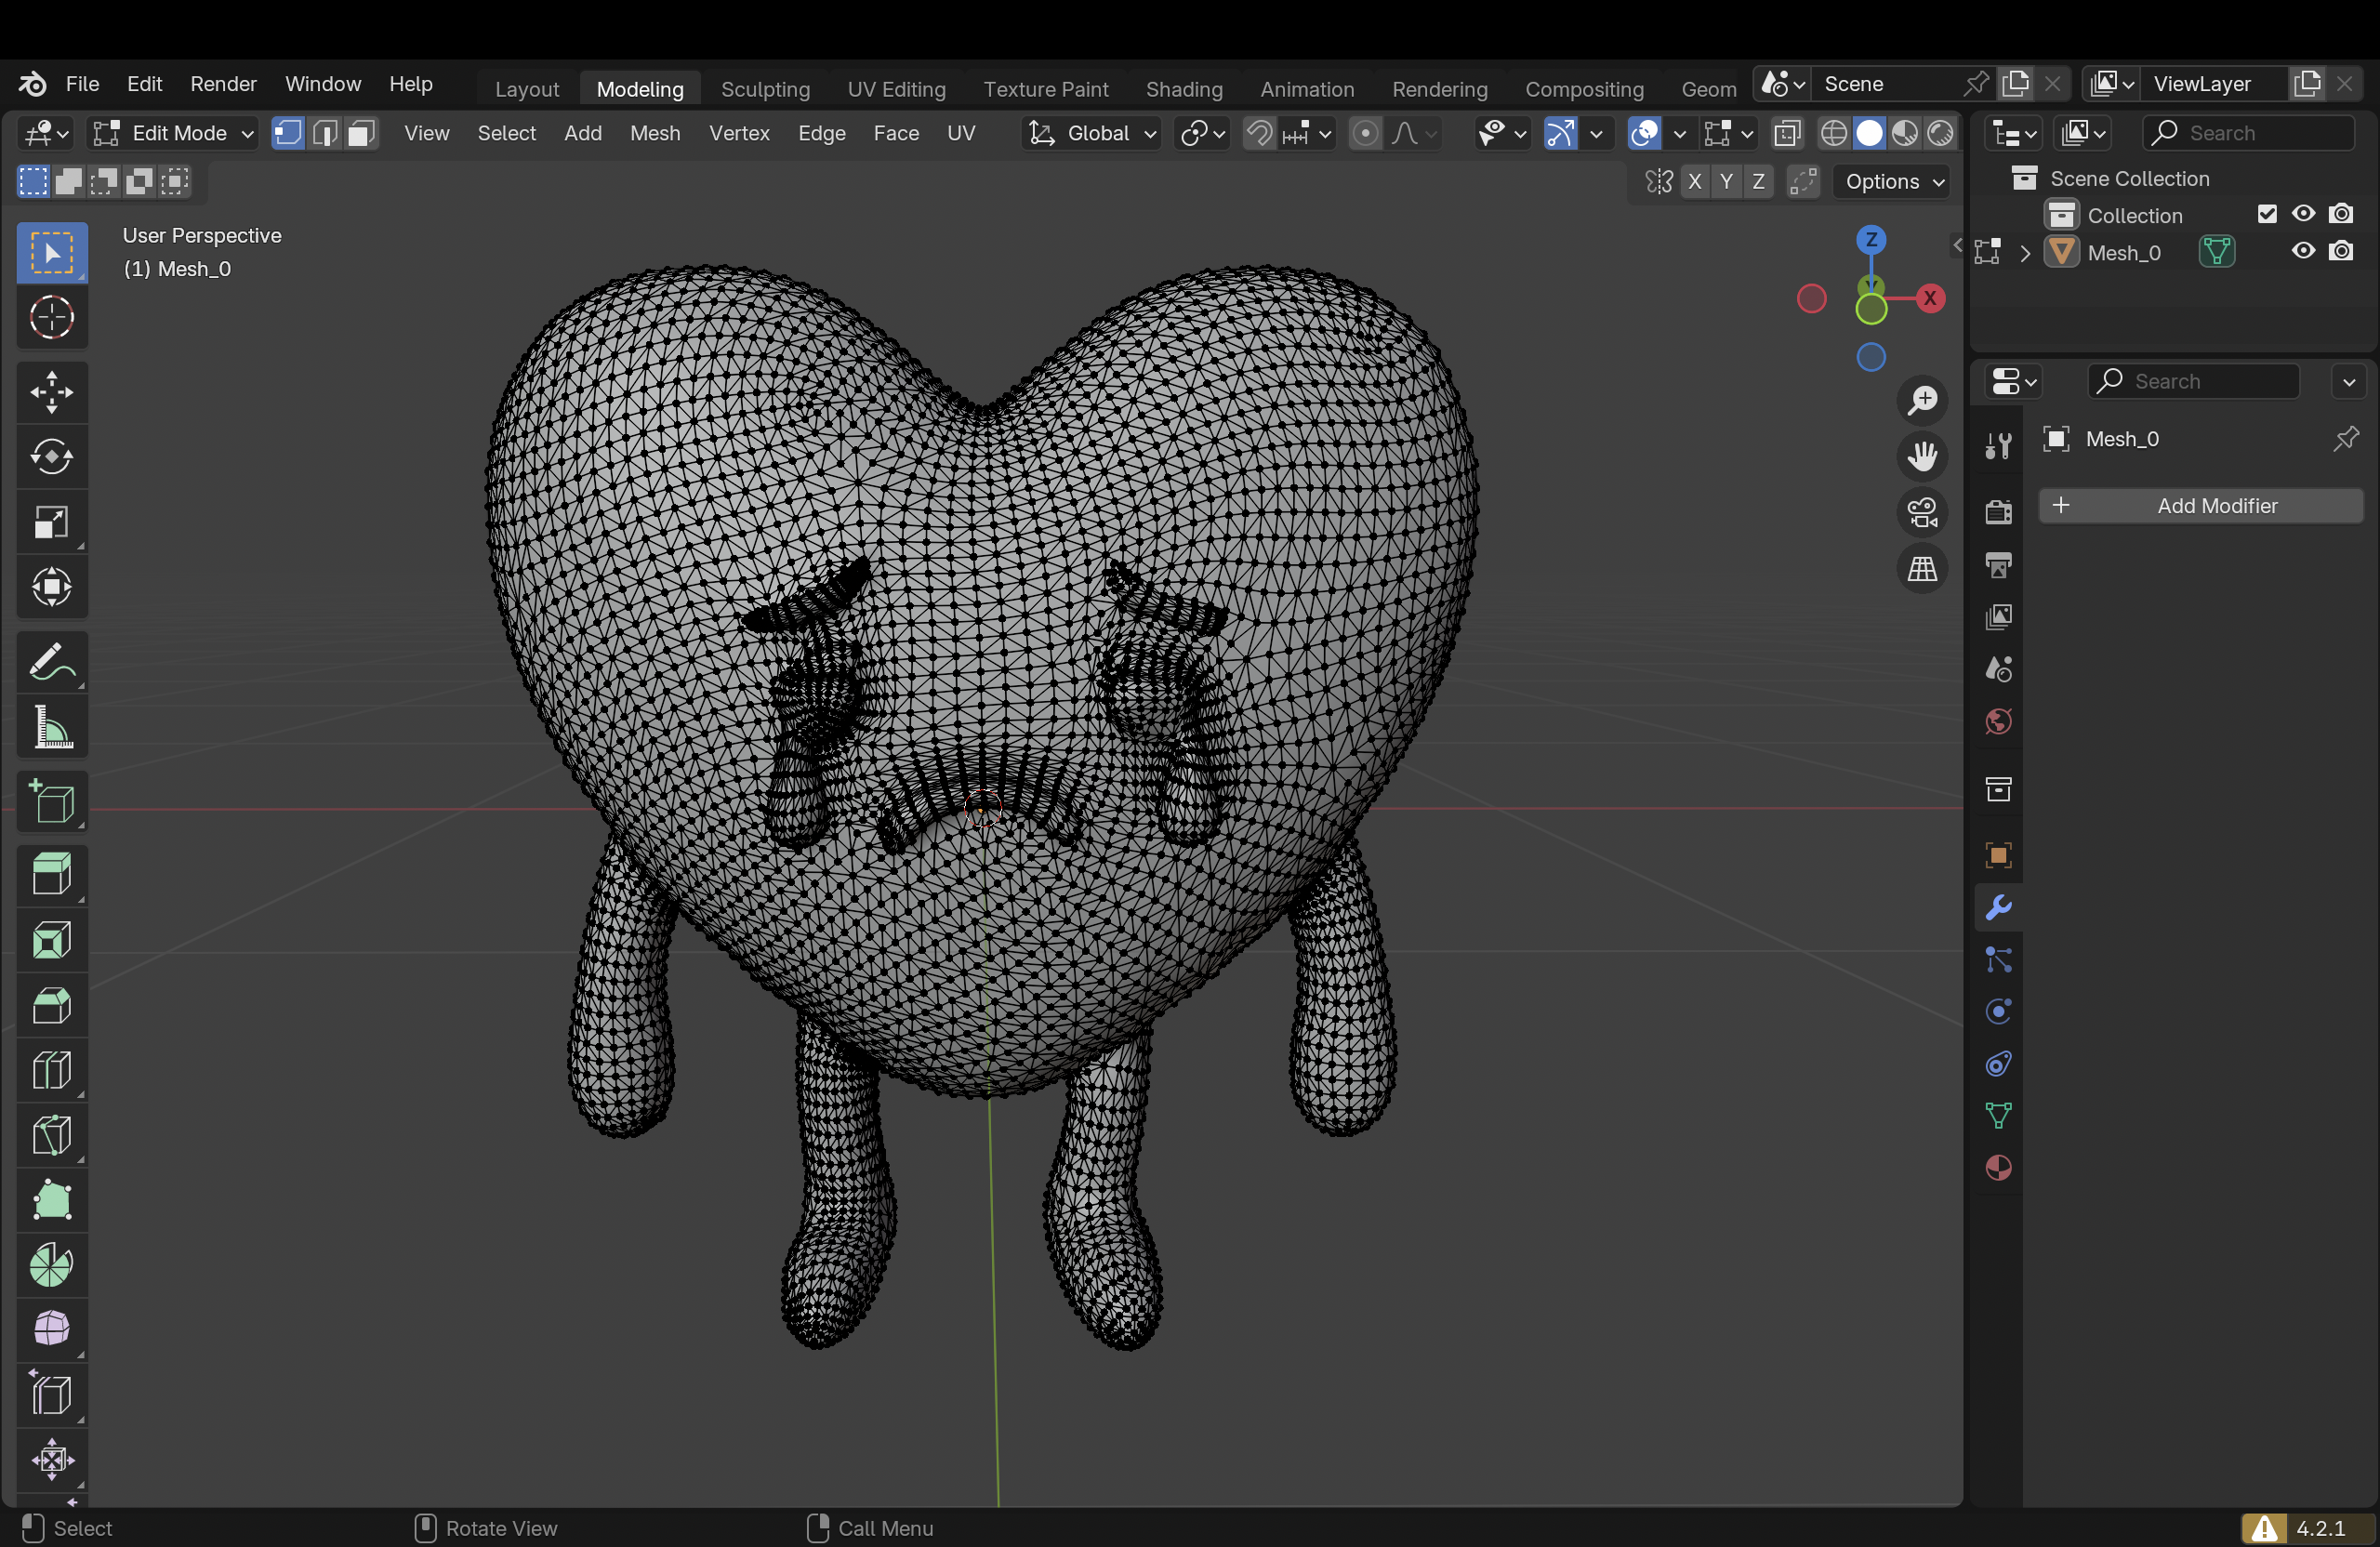 File Edit Render Window Help Layout Modeling Sculpting UV Editing Texture Paint Shading Animation Rendering Compositing Geom Scene ViewLayer
Edit Mode View Select Add Mesh Vertex Edge Face UV Global Search
X Y Z Options
Scene Collection
Collection
Mesh_0
User Perspective
(1) Mesh_0
Z
Y
X
Search
Mesh_0
Add Modifier
Select Rotate View Call Menu 4.2.1